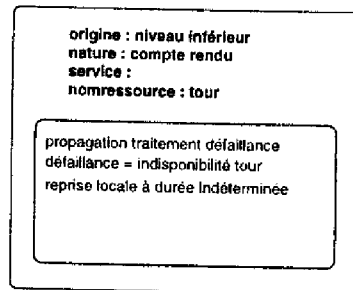 origine : niveau inférieur
nature : compte rendu
service :
nomressource : tour
propagation traitement défaillance
défaillance = indisponibilité tour
reprise locale à durée Indéterminée